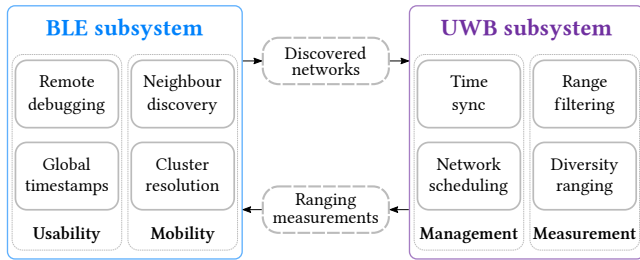 BLE subsystem
Remote
debugging
Neighbour
discovery
Global
timestamps
Cluster
resolution
Usability
Mobility
Discovered
networks
Ranging
measurements
UWB subsystem
Time
sync
Range
filtering
Network
scheduling
Diversity
ranging
Management
Measurement